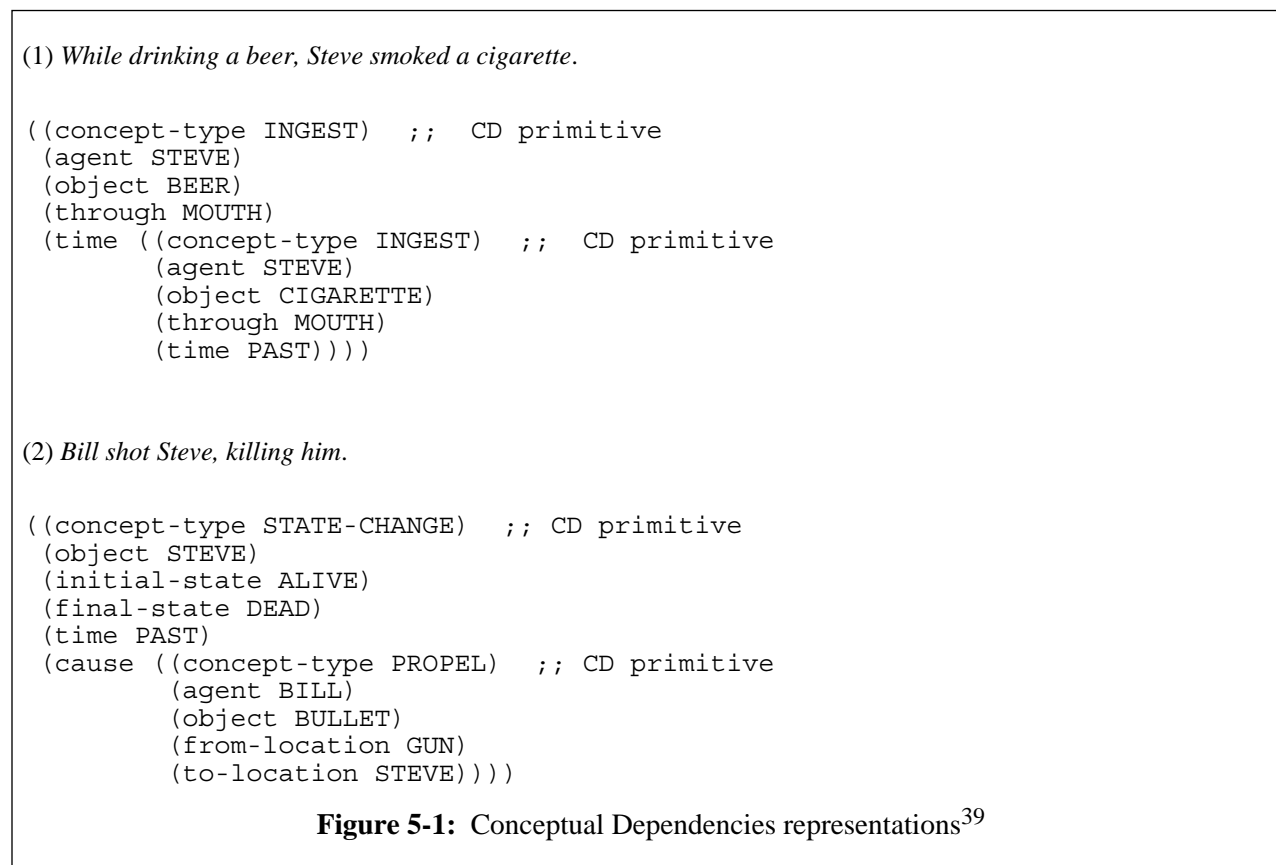 (1) While drinking a beer, Steve smoked a cigarette.
((concept-type INGEST)  ;;  CD primitive
 (agent STEVE)
 (object BEER)
 (through MOUTH)
 (time ((concept-type INGEST)  ;;  CD primitive
        (agent STEVE)
        (object CIGARETTE)
        (through MOUTH)
        (time PAST))))
(2) Bill shot Steve, killing him.
((concept-type STATE-CHANGE)  ;; CD primitive
 (object STEVE)
 (initial-state ALIVE)
 (final-state DEAD)
 (time PAST)
 (cause ((concept-type PROPEL)  ;; CD primitive
         (agent BILL)
         (object BULLET)
         (from-location GUN)
         (to-location STEVE))))
Figure 5-1: Conceptual Dependencies representations39